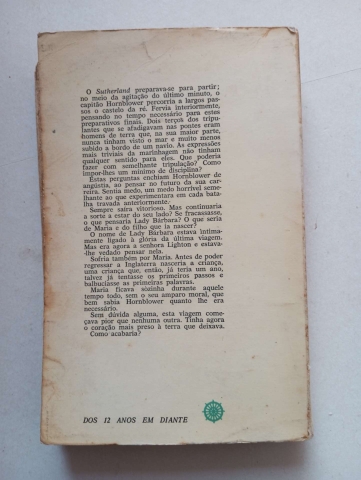 O Sutherland preparava-se para partir;
no meio da agitação do último minuto, o
capitão Hornblower percorria a largos pas-
sos o castelo da ré. Fervia interiormente,
pensando no tempo necessário para estes
preparativos finais. Dois terços dos tripu-
lantes que se afadigavam nas pontes eram
homens de terra que, na sua maior parte,
nunca tinham visto o mar e muito menos
subido a bordo de um navio. As expressões
mais triviais da marinhagem não tinham
qualquer sentido para eles. Que poderia
fazer com semelhante tripulação? Como
impor-lhes um mínimo de disciplina?
Estas perguntas enchiam Hornblower de
angústia, ao pensar no futuro da sua car-
reira. Sentia medo, um medo horrível seme-
lhante ao que experimentara em cada bata-
lha travada anteriormente.
Sempre saíra vitorioso. Mas continuaria
a sorte a estar do seu lado? Se fracassasse,
o que pensaria Lady Bárbara? O que seria
de Maria e do filho que ia nascer?
O nome de Lady Bárbara estava intima-
mente ligado à glória da última viagem.
Mas era agora a senhora Lighton e estava-
-lhe vedado pensar nela.
Sofria também por Maria. Antes de poder
regressar a Inglaterra nasceria a criança,
uma criança que, então, já teria um ano,
talvez já tentasse os primeiros passos e
balbuciasse as primeiras palavras.
Maria ficava sòzinha durante aquele
tempo todo, sem o seu amparo moral, que
bem sabia Hornblower quanto lhe era
necessário.
Sem dúvida alguma, esta viagem come-
çava pior que nenhuma outra. Tinha agora
o coração mais preso à terra que deixava.
Como acabaria?
DOS 12 ANOS EM DIANTE